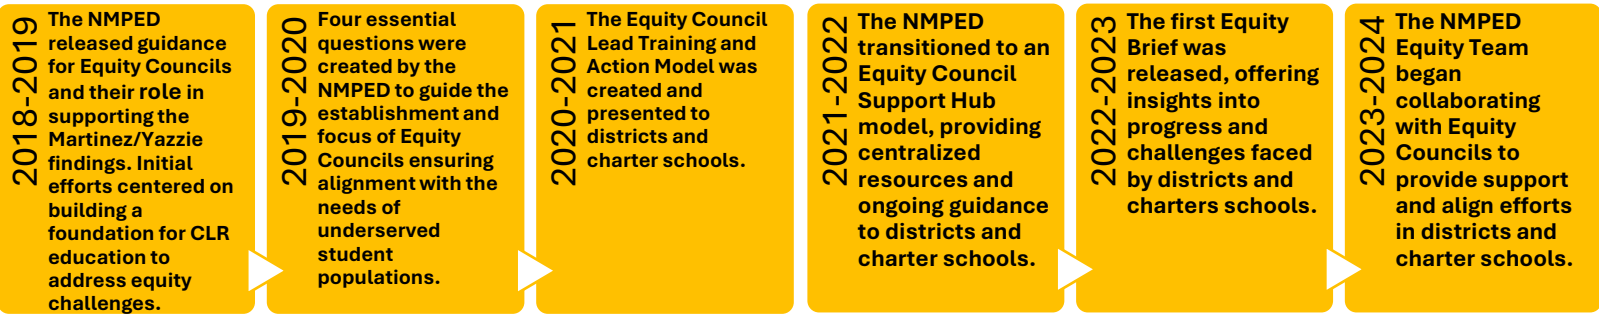 2018-2019
The NMPED
released guidance
for Equity Councils
and their role in
supporting the
Martinez/Yazzie
findings. Initial
efforts centered on
building a
foundation for CLR
education to
address equity
challenges.
2019-2020
Four essential
questions were
created by the
NMPED to guide the
establishment and
focus of Equity
Councils ensuring
alignment with the
needs of
underserved
student
populations.
2020-2021
The Equity Council
Lead Training and
Action Model was
created and
presented to
districts and
charter schools.
2021-2022
The NMPED
transitioned to an
Equity Council
Support Hub
model, providing
centralized
resources and
ongoing guidance
to districts and
charter schools.
2022-2023
The first Equity
Brief was
released, offering
insights into
progress and
challenges faced
by districts and
charters schools.
2023-2024
The NMPED
Equity Team
began
collaborating
with Equity
Councils to
provide support
and align efforts
in districts and
charter schools.